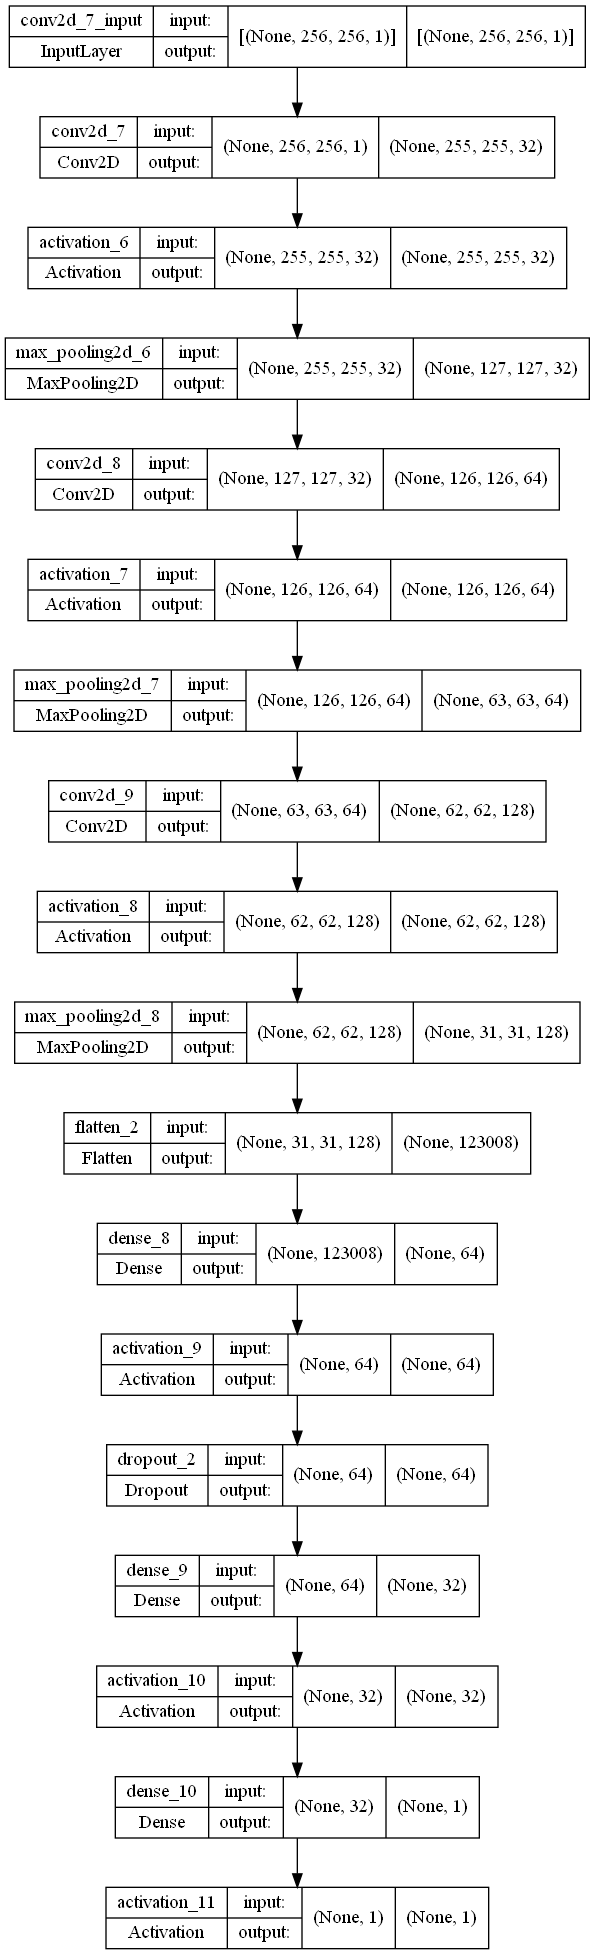 conv2d_7_input input: [(None, 256, 256, 1)] [(None, 256, 256, 1)]
InputLayer output:
conv2d_7 input: (None, 256, 256, 1) (None, 255, 255, 32)
Conv2D output:
activation_6 input: (None, 255, 255, 32) (None, 255, 255, 32)
Activation output:
max_pooling2d_6 input: (None, 255, 255, 32) (None, 127, 127, 32)
MaxPooling2D output:
conv2d_8 input: (None, 127, 127, 32) (None, 126, 126, 64)
Conv2D output:
activation_7 input: (None, 126, 126, 64) (None, 126, 126, 64)
Activation output:
max_pooling2d_7 input: (None, 126, 126, 64) (None, 63, 63, 64)
MaxPooling2D output:
conv2d_9 input: (None, 63, 63, 64) (None, 62, 62, 128)
Conv2D output:
activation_8 input: (None, 62, 62, 128) (None, 62, 62, 128)
Activation output:
max_pooling2d_8 input: (None, 62, 62, 128) (None, 31, 31, 128)
MaxPooling2D output:
flatten_2 input: (None, 31, 31, 128) (None, 123008)
Flatten output:
dense_8 input: (None, 123008) (None, 64)
Dense output:
activation_9 input: (None, 64) (None, 64)
Activation output:
dropout_2 input: (None, 64) (None, 64)
Dropout output:
dense_9 input: (None, 64) (None, 32)
Dense output:
activation_10 input: (None, 32) (None, 32)
Activation output:
dense_10 input: (None, 32) (None, 1)
Dense output:
activation_11 input: (None, 1) (None, 1)
Activation output: